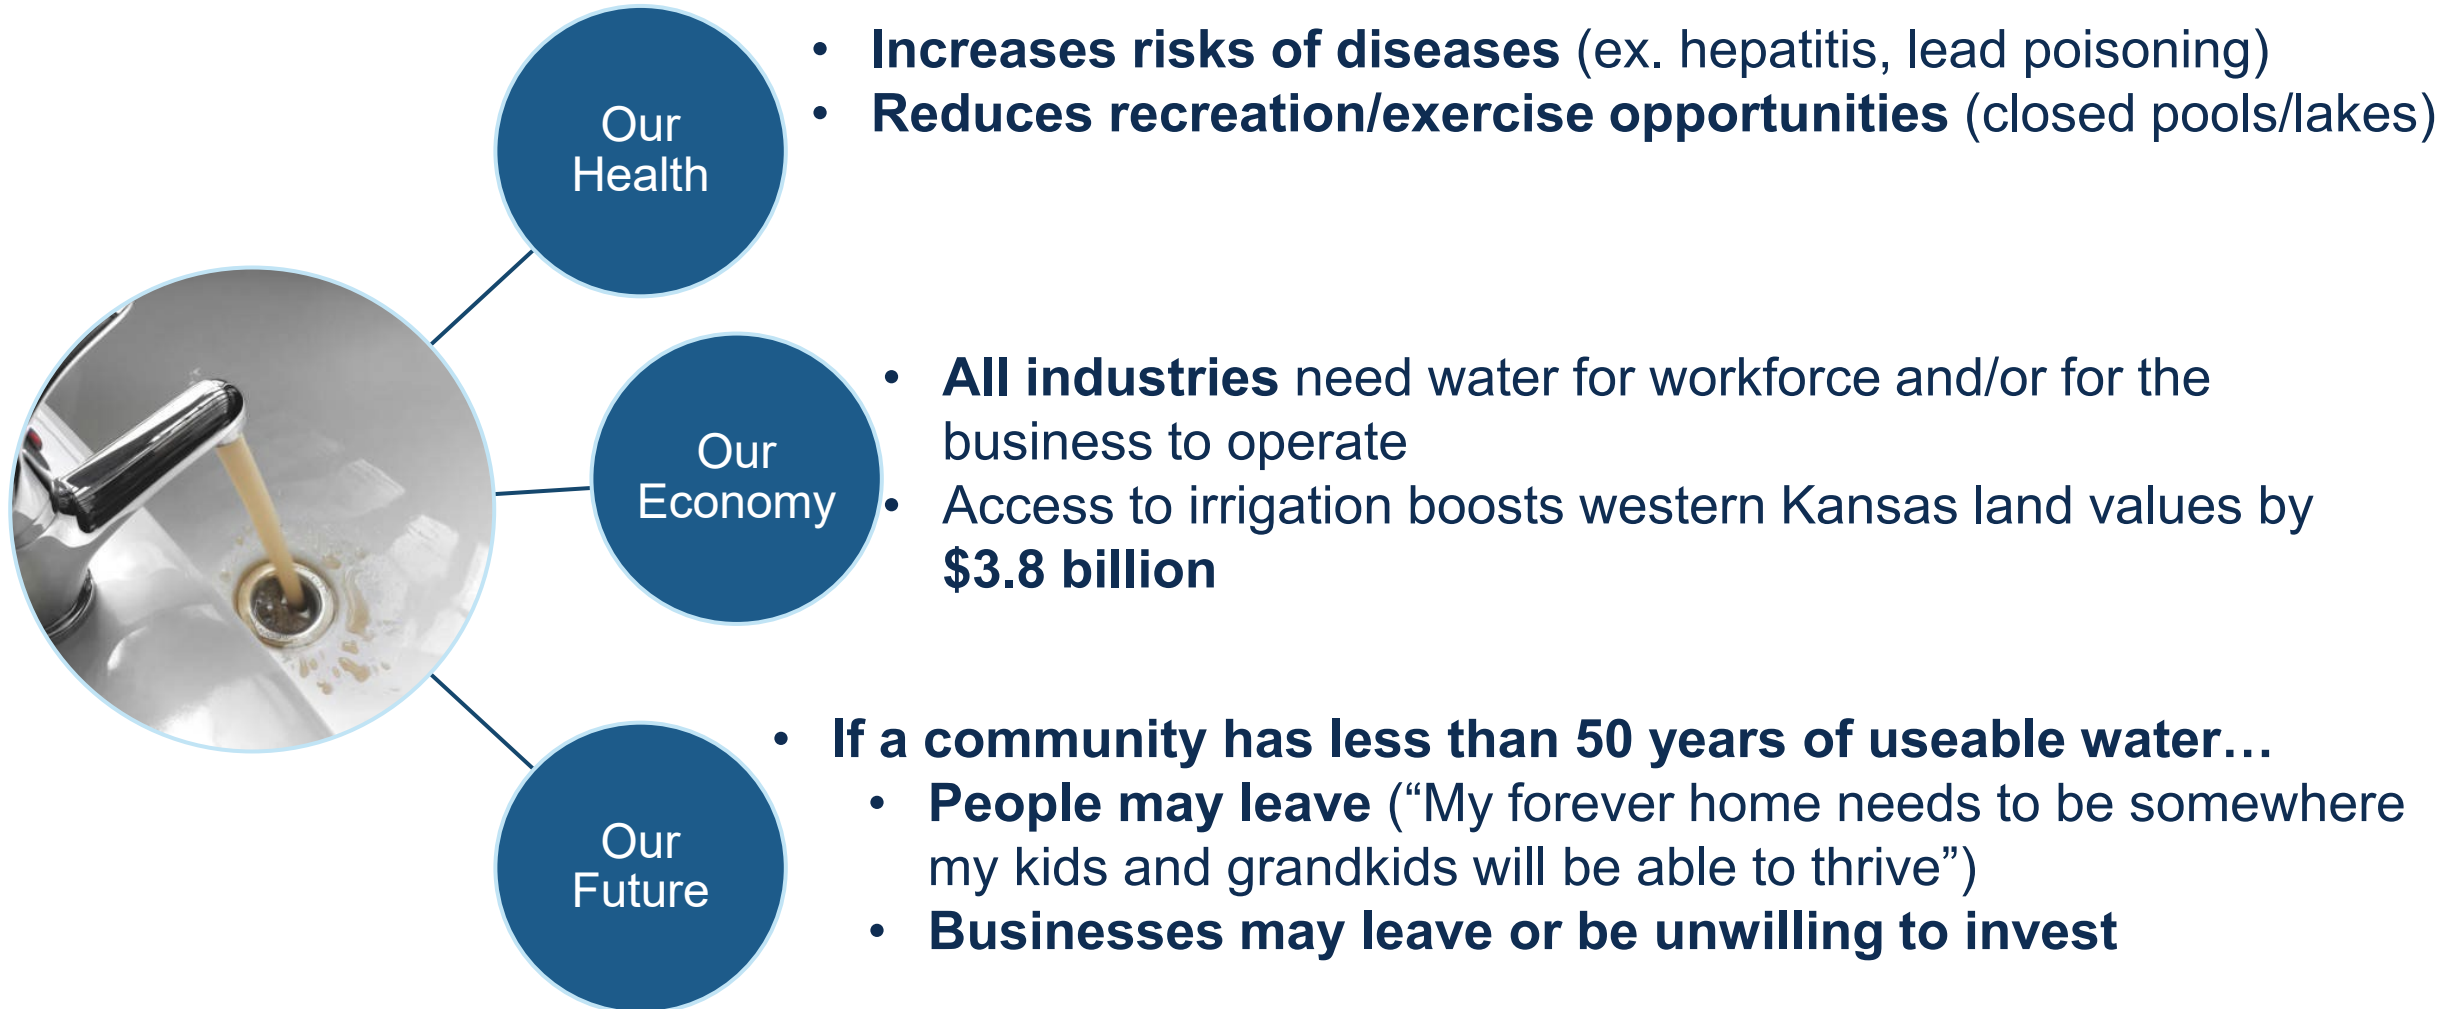 Our
Health
• Increases risks of diseases (ex. hepatitis, lead poisoning)
• Reduces recreation/exercise opportunities (closed pools/lakes)
Our
Economy
• All industries need water for workforce and/or for the
business to operate
• Access to irrigation boosts western Kansas land values by
$3.8 billion
Our
Future
• If a community has less than 50 years of useable water…
• People may leave (“My forever home needs to be somewhere
my kids and grandkids will be able to thrive”)
• Businesses may leave or be unwilling to invest